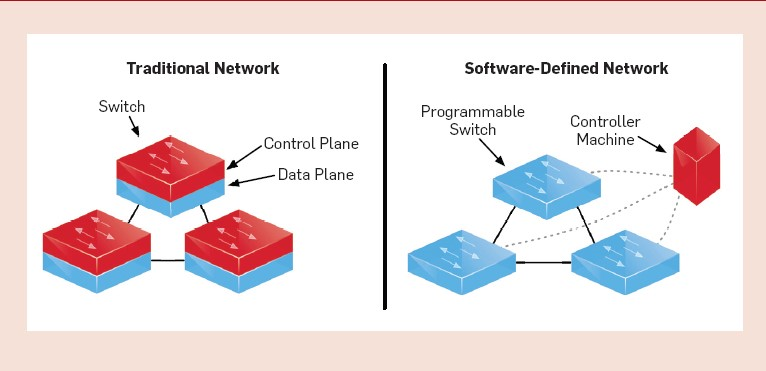 Traditional Network
Switch
Control Plane
Data Plane
Software-Defined Network
Programmable
Switch
Controller
Machine